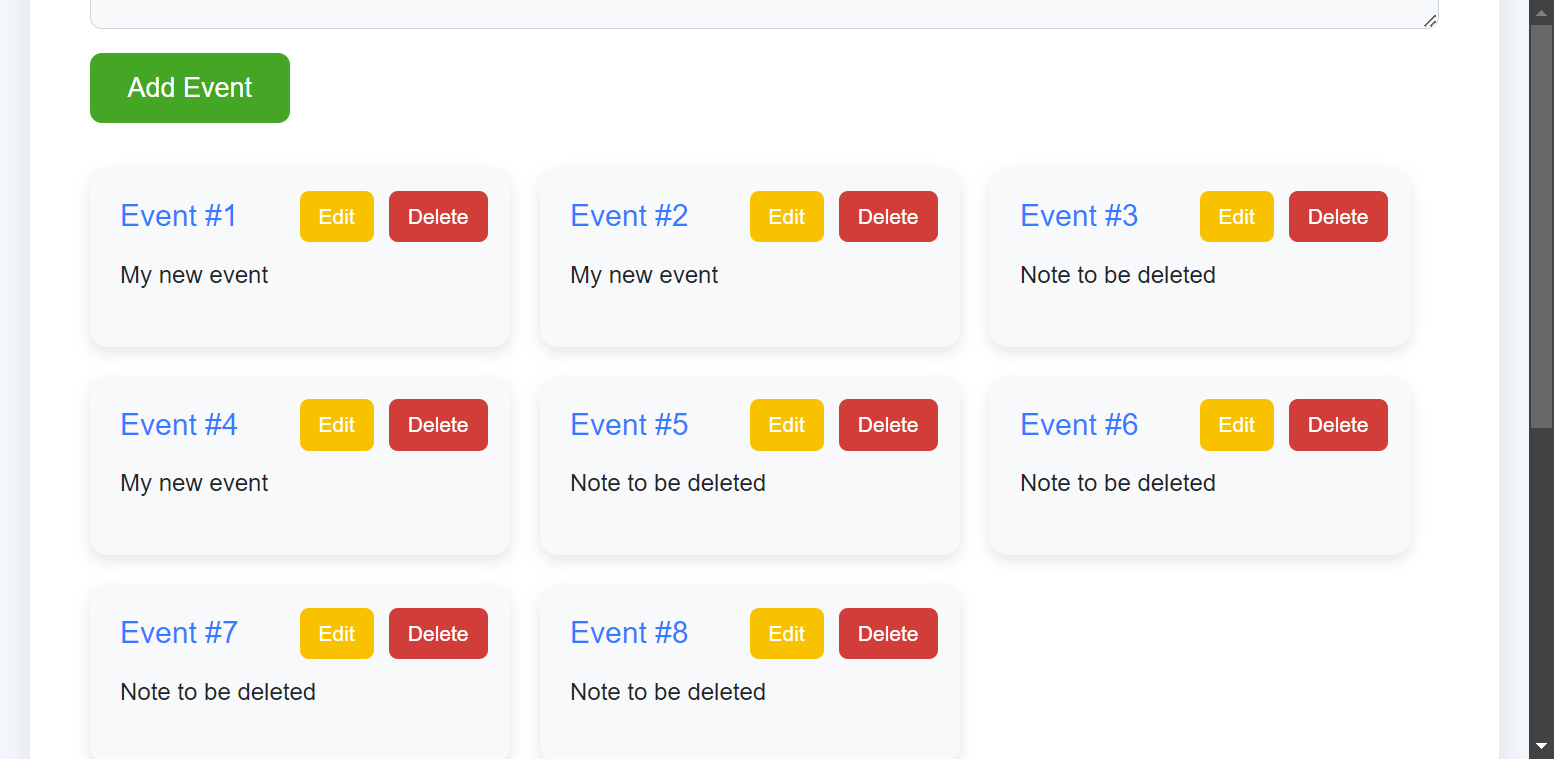 Add Event
Event #1 Edit Delete
My new event
Event #2 Edit Delete
My new event
Event #3 Edit Delete
Note to be deleted
Event #4 Edit Delete
My new event
Event #5 Edit Delete
Note to be deleted
Event #6 Edit Delete
Note to be deleted
Event #7 Edit Delete
Note to be deleted
Event #8 Edit Delete
Note to be deleted